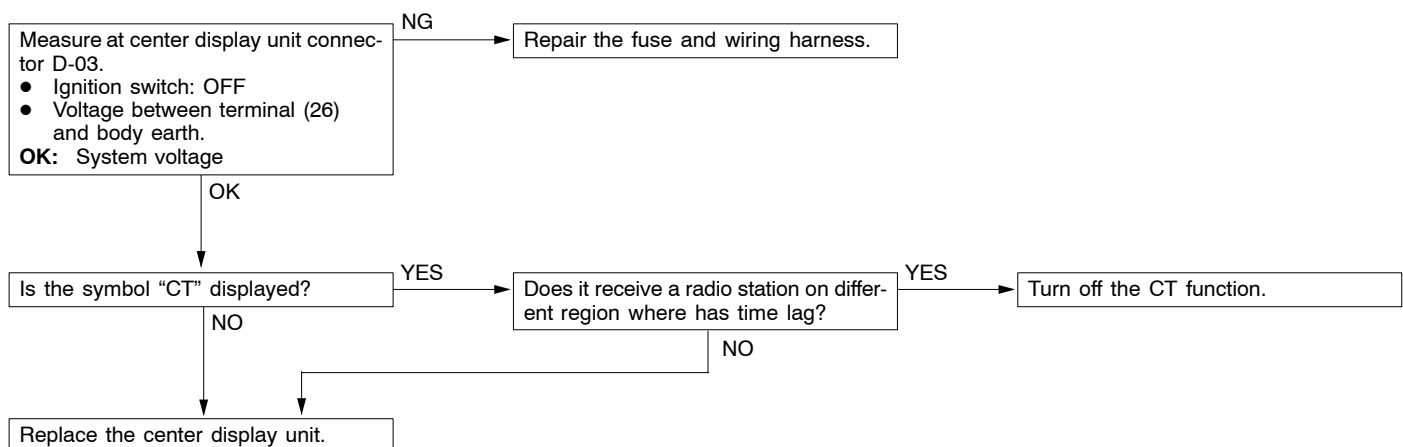 Measure at center display unit connec-
tor D-03.
● Ignition switch: OFF
● Voltage between terminal (26)
and body earth.
OK: System voltage
NG
Repair the fuse and wiring harness.
OK
Is the symbol “CT” displayed?
YES
Does it receive a radio station on differ-
ent region where has time lag?
YES
Turn off the CT function.
NO
NO
Replace the center display unit.